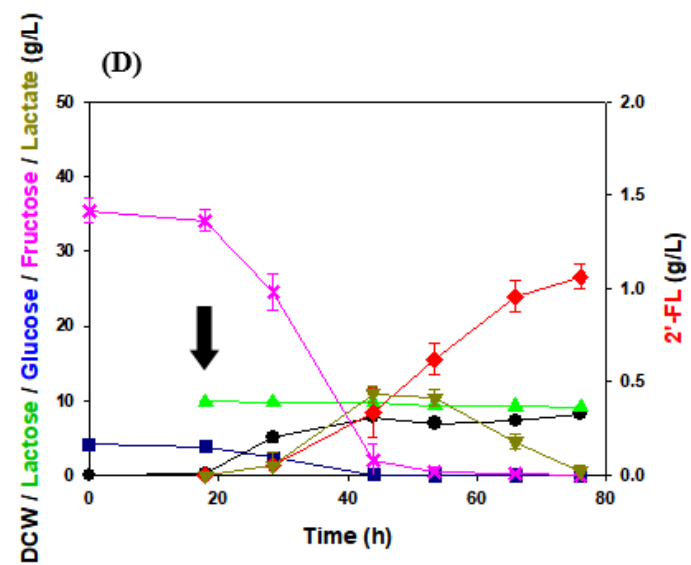 (D)
DCW / Lactose / Glucose / Fructose / Lactate (g/L)
50
40
30
20
10
0
2.0
1.5
1.0
0.5
0.0
2'-FL (g/L)
0 20 40 60 80
Time (h)